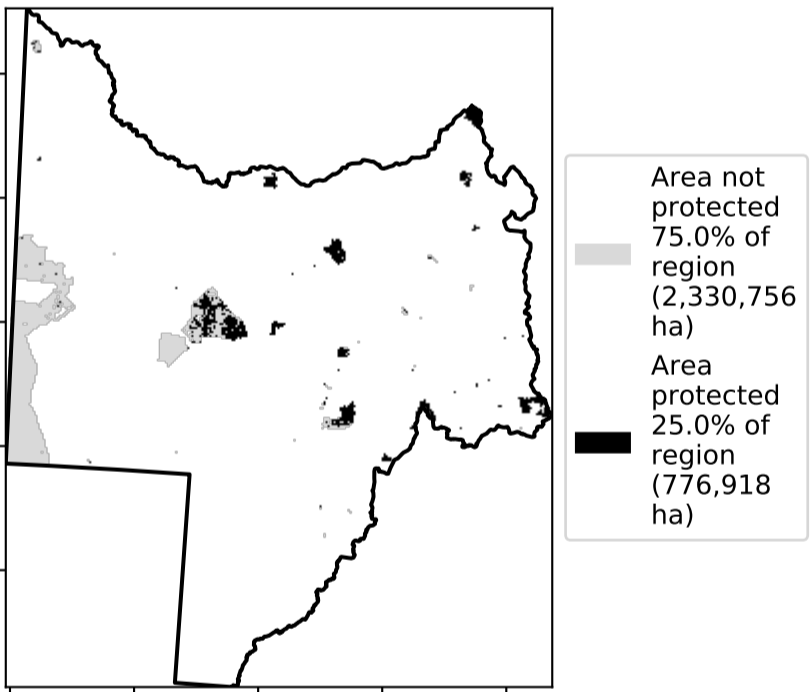 Area not
protected
75.0% of
region
(2,330,756
ha)
Area
protected
25.0% of
region
(776,918
ha)